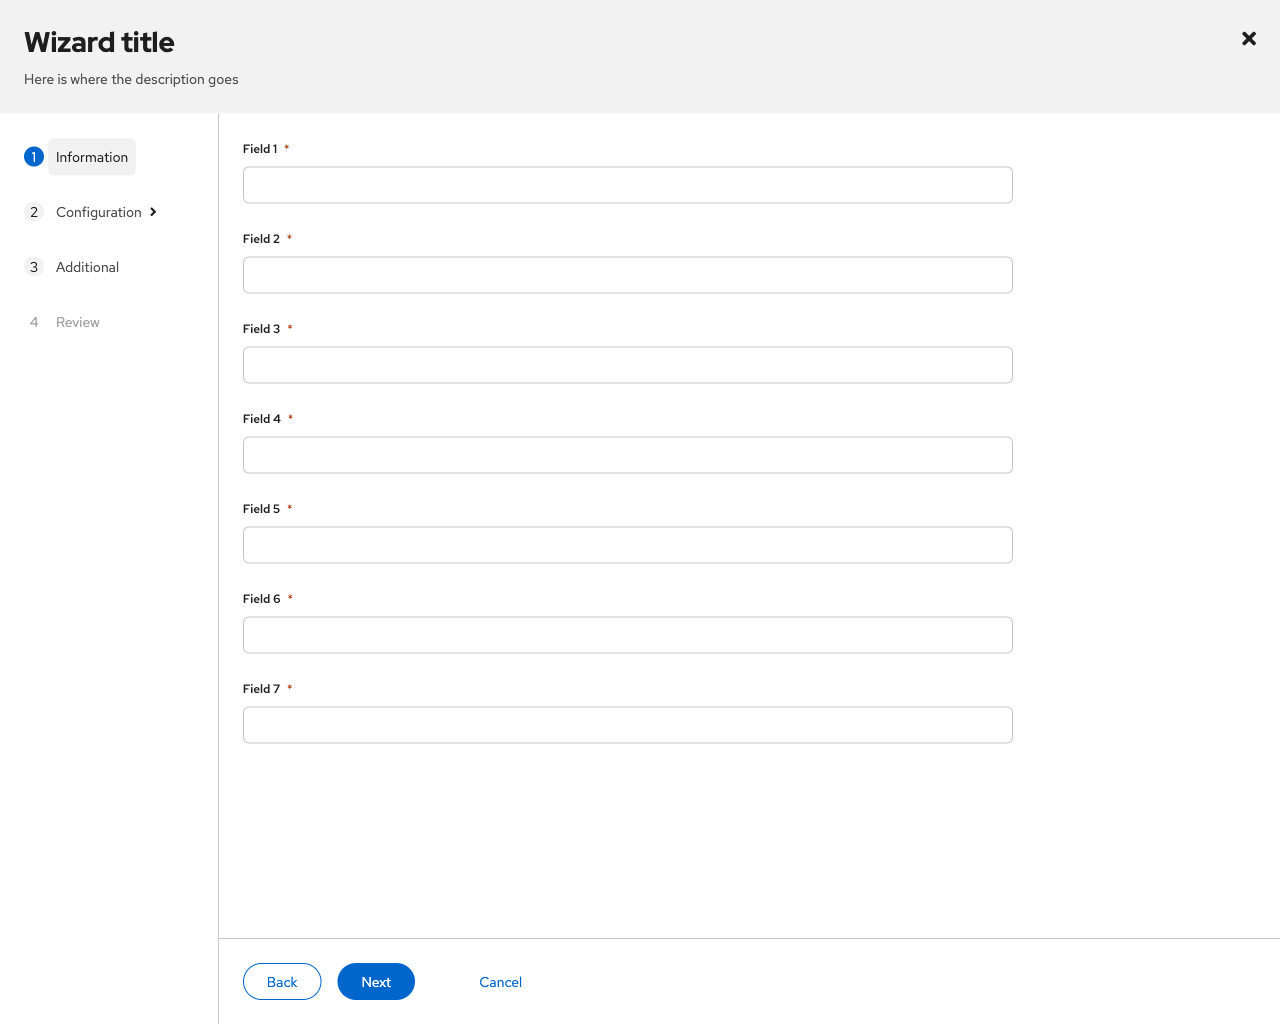 Wizard title
Here is where the description goes
1 Information
2 Configuration
3 Additional
4 Review
Field 1 *
Field 2 *
Field 3 *
Field 4 *
Field 5 *
Field 6 *
Field 7 *
Back Next Cancel